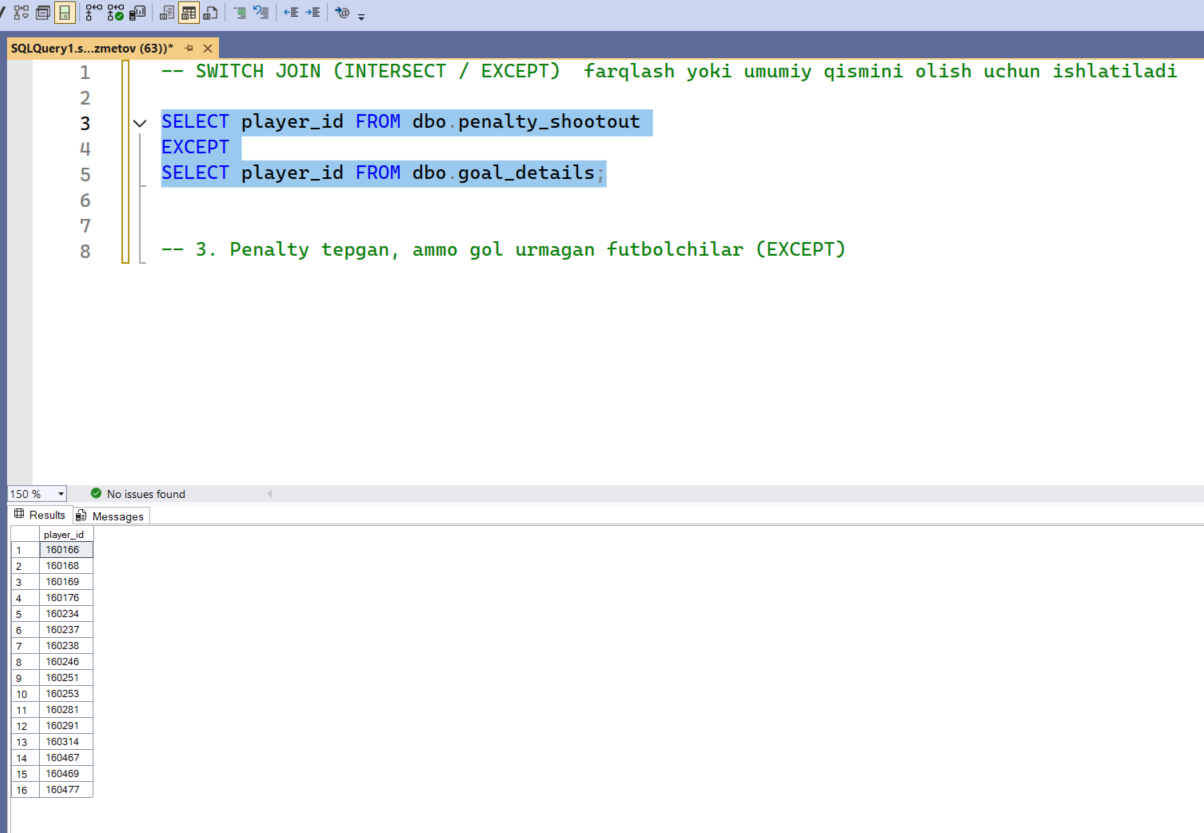 SQLQuery1.s...zmetov (63))*
1 -- SWITCH JOIN (INTERSECT / EXCEPT)  farqlash yoki umumiy qismini olish uchun ishlatiladi
2
3 SELECT player_id FROM dbo.penalty_shootout
4 EXCEPT
5 SELECT player_id FROM dbo.goal_details;
6
7
8 -- 3. Penalty tepgan, ammo gol urmagan futbolchilar (EXCEPT)
150 % No issues found
Results Messages
player_id
1 160166
2 160168
3 160169
4 160176
5 160234
6 160237
7 160238
8 160246
9 160251
10 160253
11 160281
12 160291
13 160314
14 160467
15 160469
16 160477